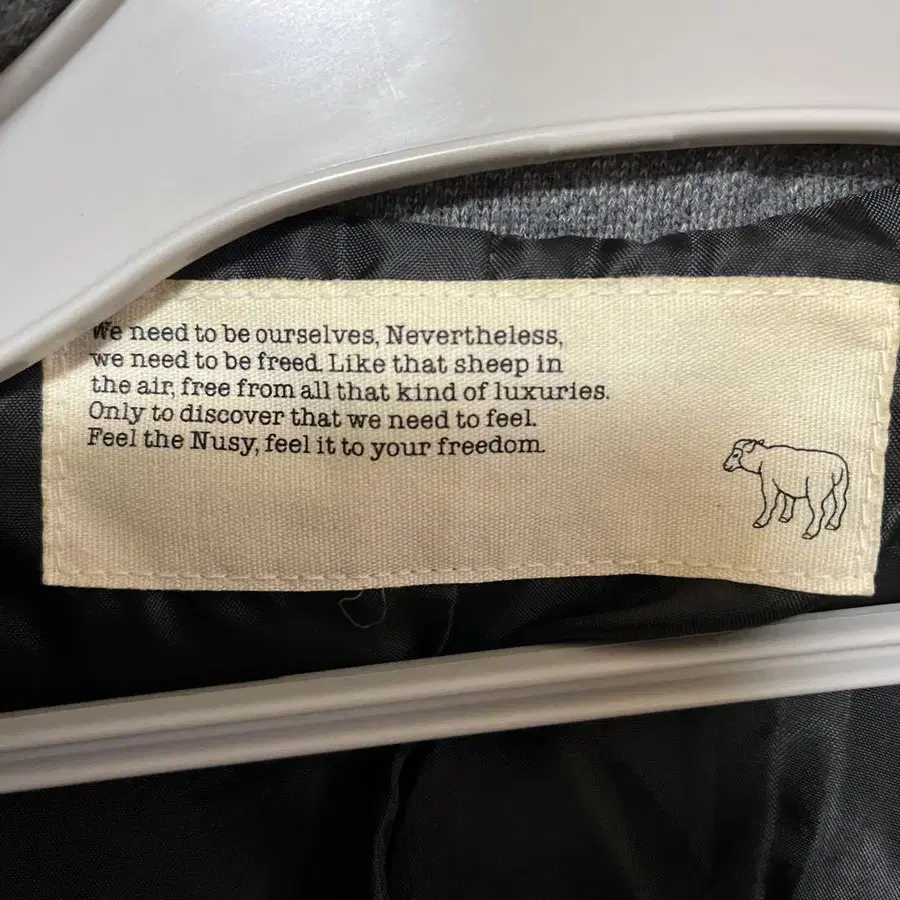 We need to be ourselves, Nevertheless,
we need to be freed. Like that sheep in
the air, free from all that kind of luxuries.
Only to discover that we need to feel.
Feel the Nusy, feel it to your freedom.